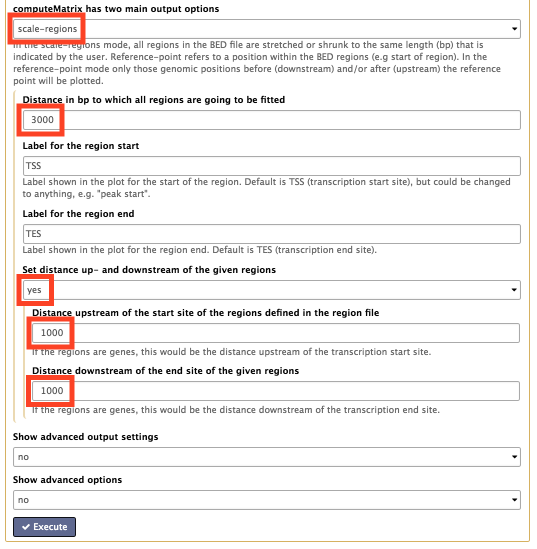 computeMatrix has two main output options
scale-regions
In the scale-regions mode, all regions in the BED file are stretched or shrunk to the same length (bp) that is
indicated by the user. Reference-point refers to a position within the BED regions (e.g start of region). In the
reference-point mode only those genomic positions before (downstream) and/or after (upstream) the reference
point will be plotted.
Distance in bp to which all regions are going to be fitted
3000
Label for the region start
TSS
Label shown in the plot for the start of the region. Default is TSS (transcription start site), but could be changed
to anything, e.g. "peak start".
Label for the region end
TES
Label shown in the plot for the region end. Default is TES (transcription end site).
Set distance up- and downstream of the given regions
yes
Distance upstream of the start site of the regions defined in the region file
1000
If the regions are genes, this would be the distance upstream of the transcription start site.
Distance downstream of the end site of the given regions
1000
If the regions are genes, this would be the distance downstream of the transcription end site.
Show advanced output settings
no
Show advanced options
no
✔ Execute